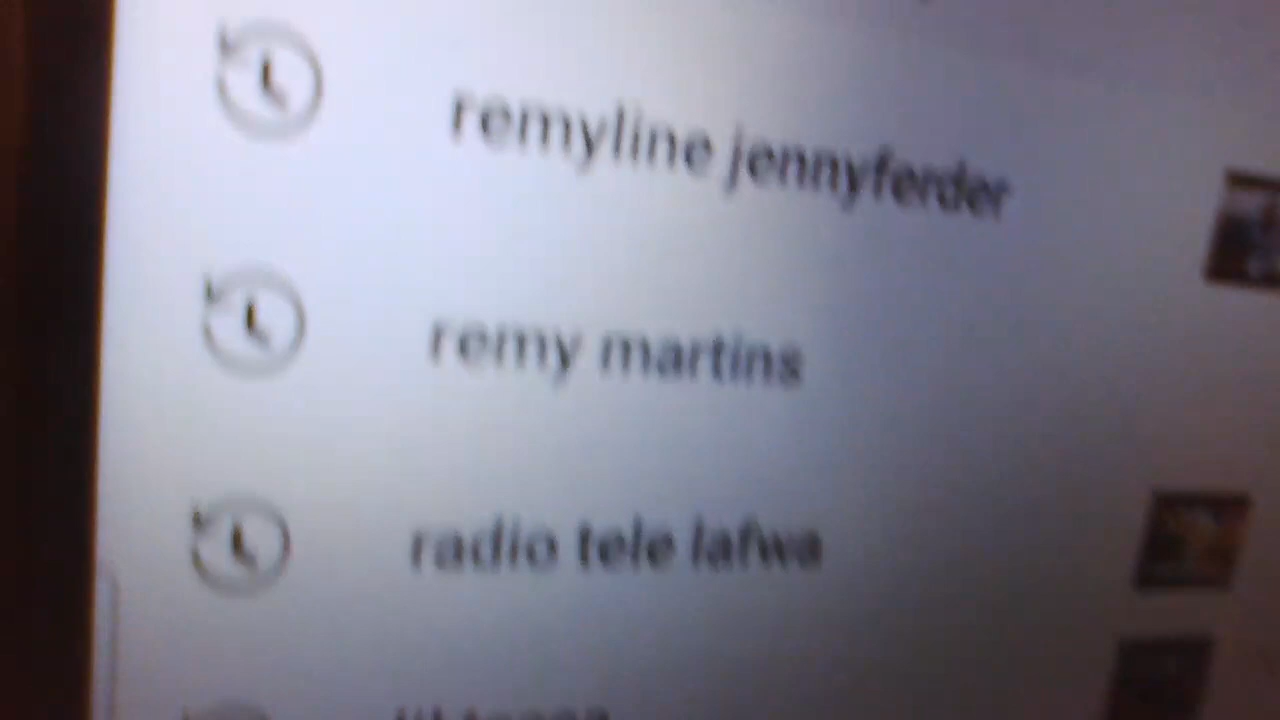 remyline jennyferder
remy martins
radio tele lafwa